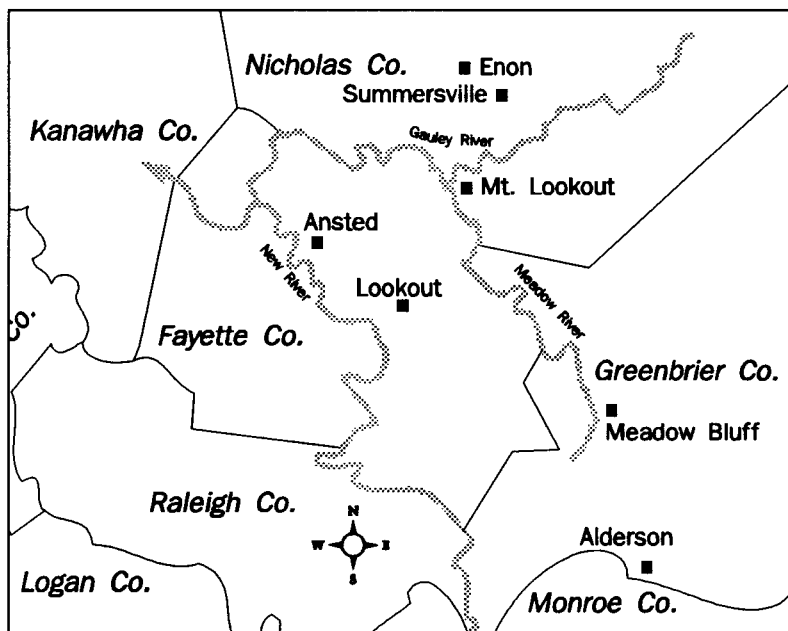 Nicholas Co.
Enon
Summersville
Kanawha Co.
Gauley River
Mt. Lookout
Ansted
New River
Lookout
Meadow River
Co.
Fayette Co.
Greenbrier Co.
Meadow Bluff
Raleigh Co.
N
W E
S
Alderson
Logan Co.
Monroe Co.